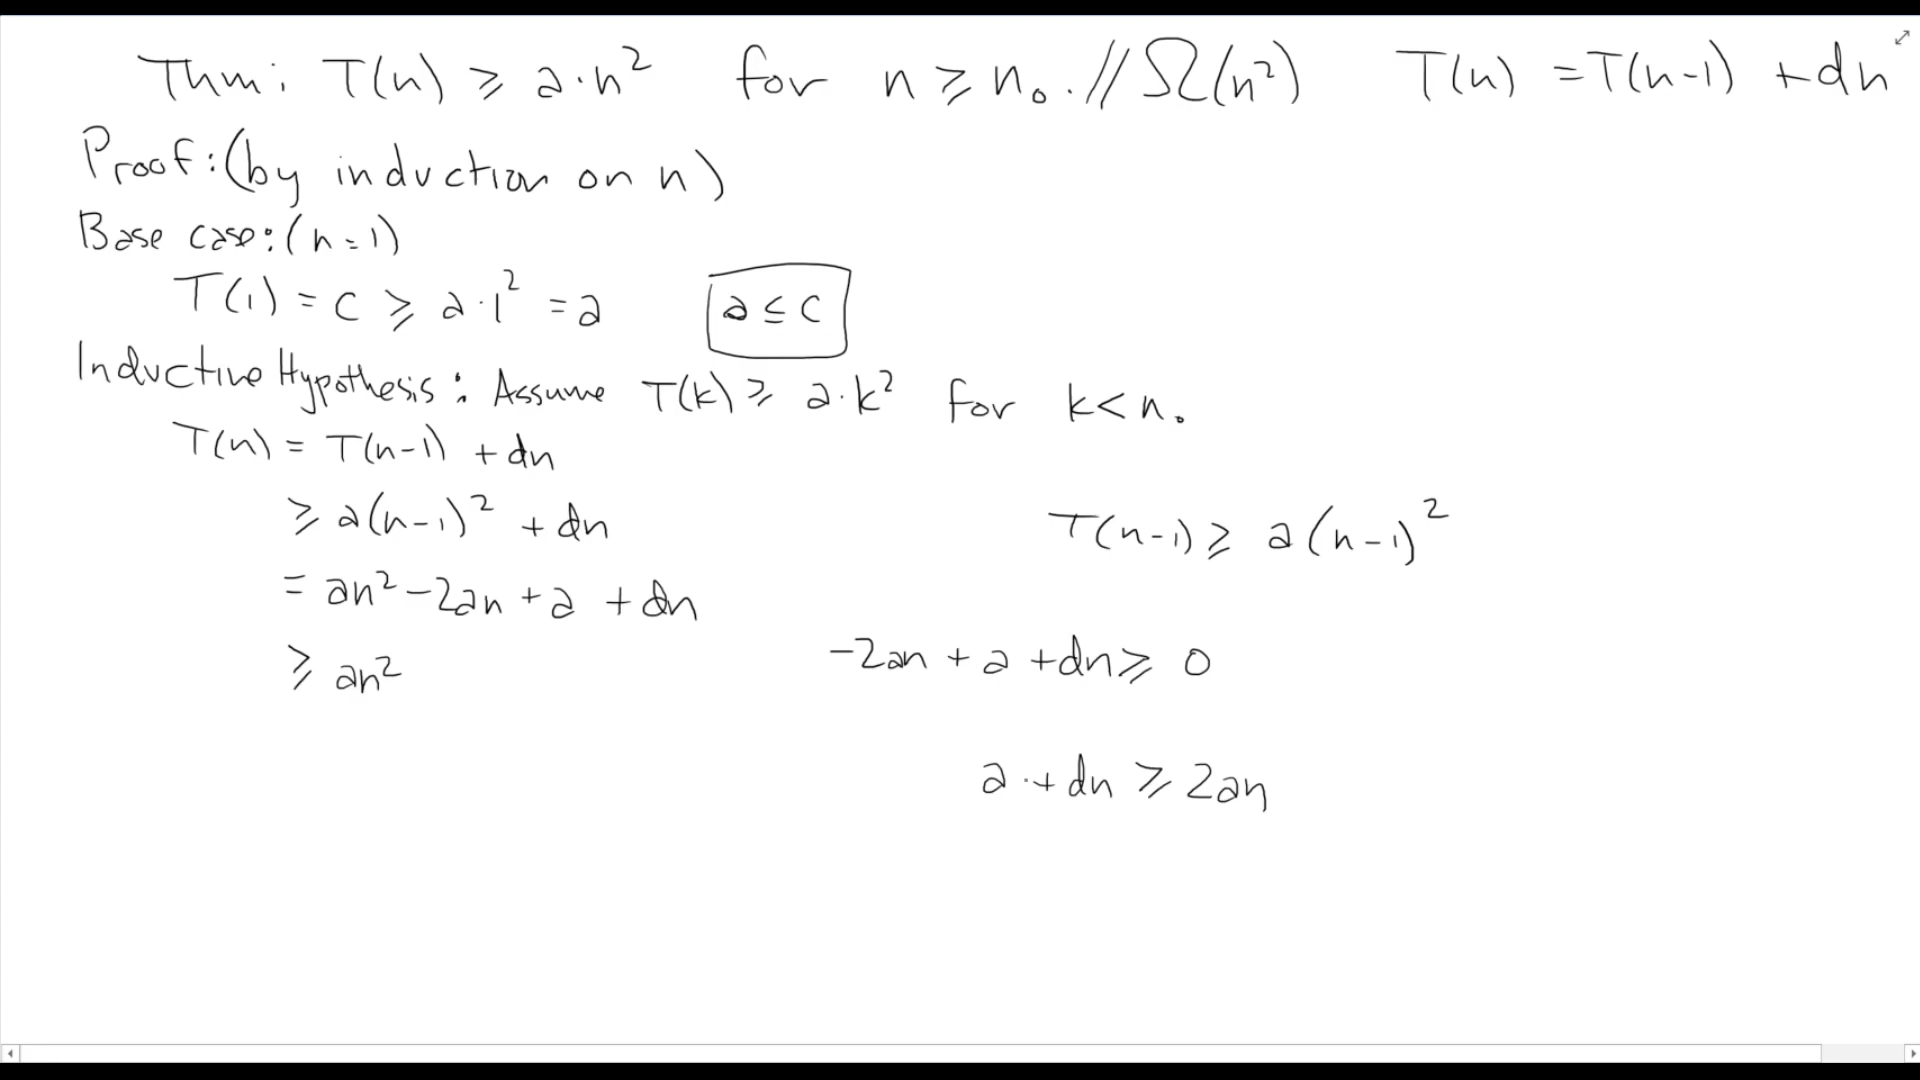 Thm: T(n) ≥ a·n² for n ≥ n₀. // Ω(n²) T(n) = T(n-1) + dn
Proof: (by induction on n)
Base case: (n=1)
T(1) = c ≥ a·1² = a a ≤ c
Inductive Hypothesis: Assume T(k) ≥ a·k² for k < n.
T(n) = T(n-1) + dn
≥ a(n-1)² + dn T(n-1) ≥ a(n-1)²
= an² - 2an + a + dn
≥ an² -2an + a + dn ≥ 0
a + dn ≥ 2an